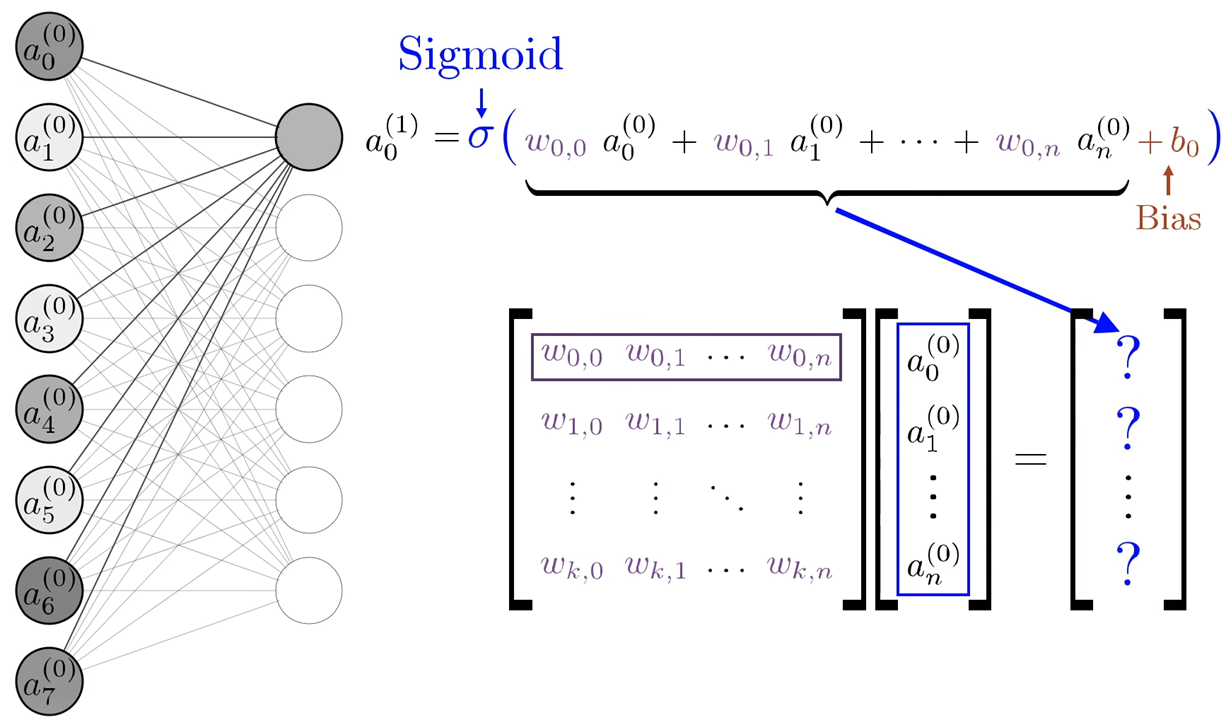 Sigmoid
a_0^{(1)} = σ( w_{0,0} a_0^{(0)} + w_{0,1} a_1^{(0)} + ⋯ + w_{0,n} a_n^{(0)} + b_0 )
Bias
a_0^{(0)}
a_1^{(0)}
a_2^{(0)}
a_3^{(0)}
a_4^{(0)}
a_5^{(0)}
a_6^{(0)}
a_7^{(0)}
w_{0,0} w_{0,1} ⋯ w_{0,n}
w_{1,0} w_{1,1} ⋯ w_{1,n}
⋮ ⋮ ⋱ ⋮
w_{k,0} w_{k,1} ⋯ w_{k,n}
a_0^{(0)}
a_1^{(0)}
⋮
a_n^{(0)}
=
?
?
⋮
?